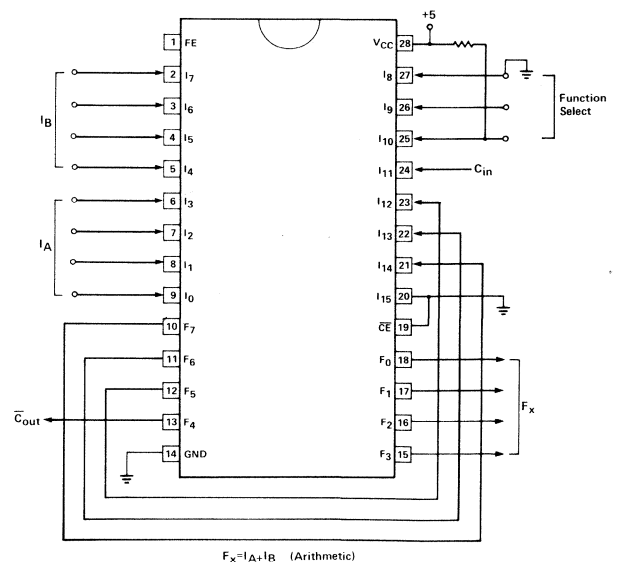 +5
1 FE VCC 28
2 I7 I8 27
3 I6 I9 26
4 I5 I10 25
5 I4 I11 24 Cin
6 I3 I12 23
7 I2 I13 22
8 I1 I14 21
9 I0 I15 20
10 F7 CE 19
11 F6 F0 18
12 F5 F1 17
13 F4 F2 16
14 GND F3 15
IB
IA
Function
Select
C̅out
Fx
Fx=IA+IB (Arithmetic)